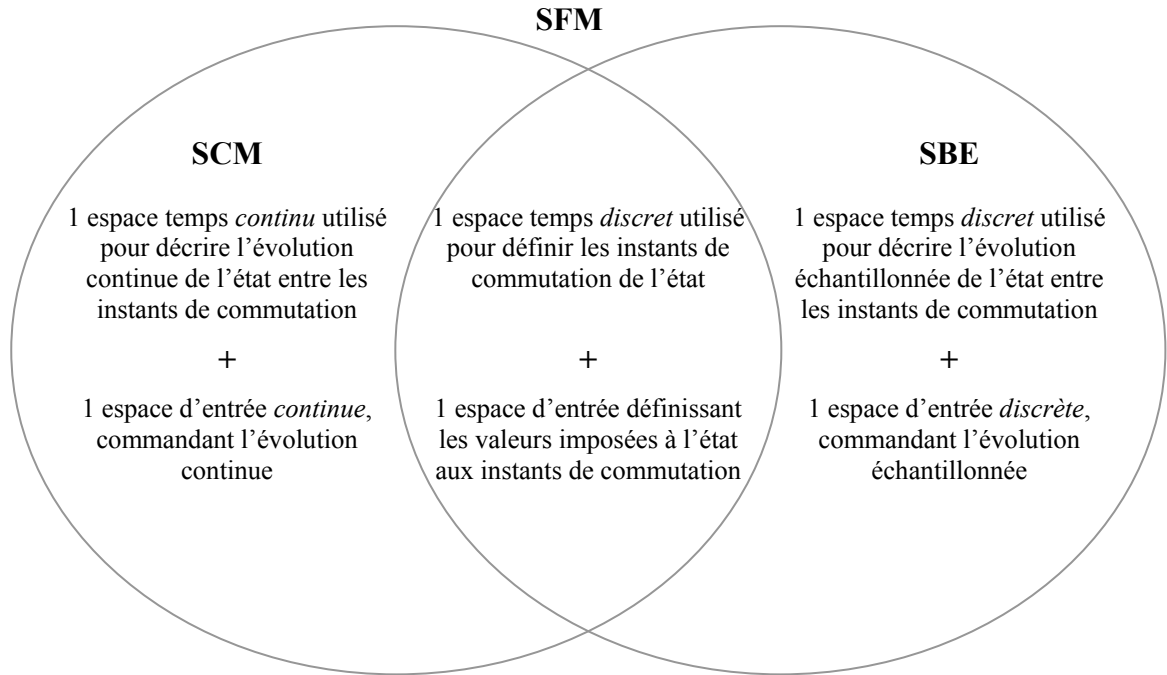 SFM
SCM
1 espace temps continu utilisé
pour décrire l’évolution
continue de l’état entre les
instants de commutation
+
1 espace d’entrée continue,
commandant l’évolution
continue
1 espace temps discret utilisé
pour définir les instants de
commutation de l’état
+
1 espace d’entrée définissant
les valeurs imposées à l’état
aux instants de commutation
SBE
1 espace temps discret utilisé
pour décrire l’évolution
échantillonnée de l’état entre
les instants de commutation
+
1 espace d’entrée discrète,
commandant l’évolution
échantillonnée